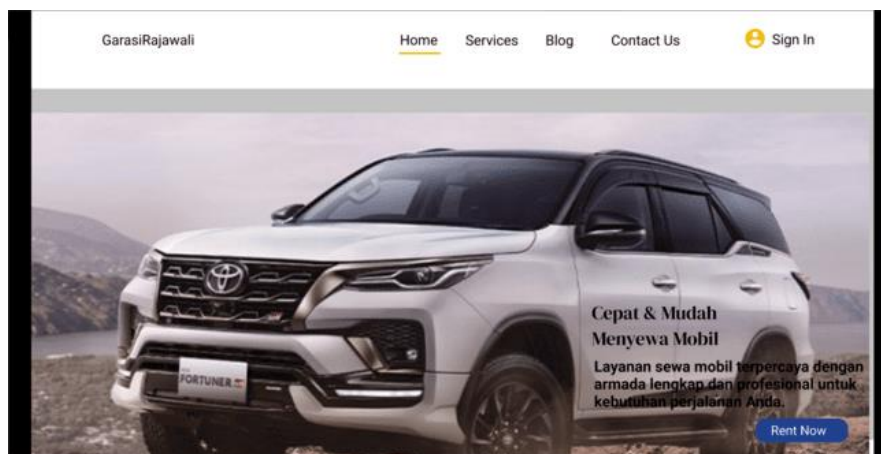 GarasiRajawali
Home Services Blog Contact Us Sign In
FORTUNER
Cepat & Mudah
Menyewa Mobil
Layanan sewa mobil terpercaya dengan
armada lengkap dan profesional untuk
kebutuhan perjalanan Anda.
Rent Now